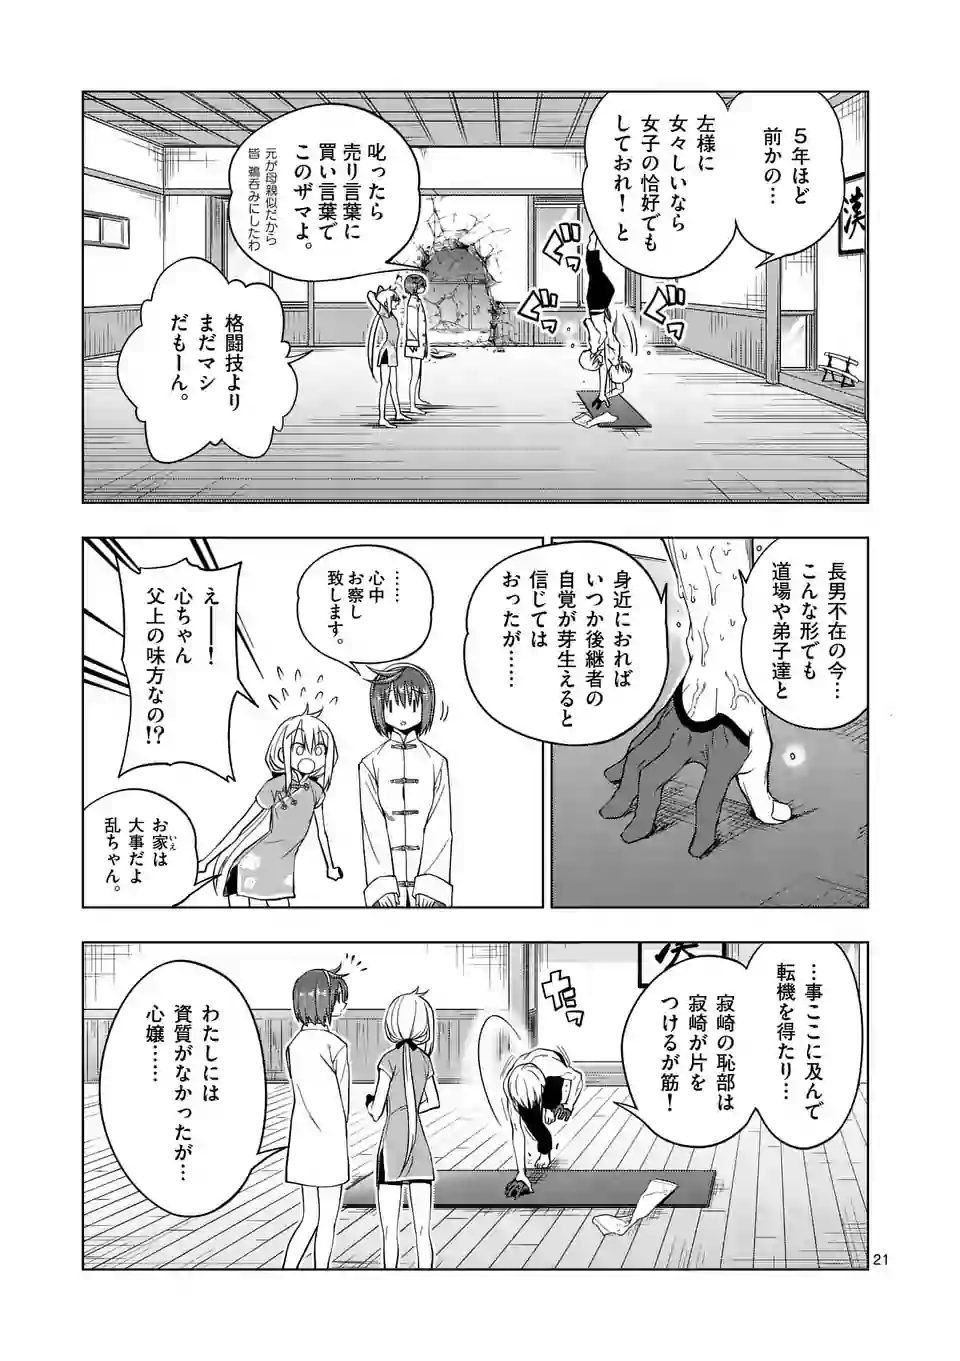 5年ほど
前かの…
左様に
女々しいなら
女子の恰好でも
しておれ!と
漢
叱ったら
売り言葉に
買い言葉で
このザマよ。
元が母親似だから
皆 鵜呑みにしたわ
格闘技より
まだマシ
だもーん。
ぐっ
ぐっ
長男不在の今…
こんな形でも
道場や弟子達と
身近におれば
いつか後継者の
自覚が芽生えると
信じては
おったが……
……
心中
お察し
致します。
えーー!
心ちゃん
父上の味方なの!?
お家は
いえ
大事だよ
乱ちゃん。
…事ここに及んで
転機を得たり…
寂崎の恥部は
寂崎が片を
つけるが筋!
漢
たっ
わたしには
資質がなかったが…
心嬢……
21